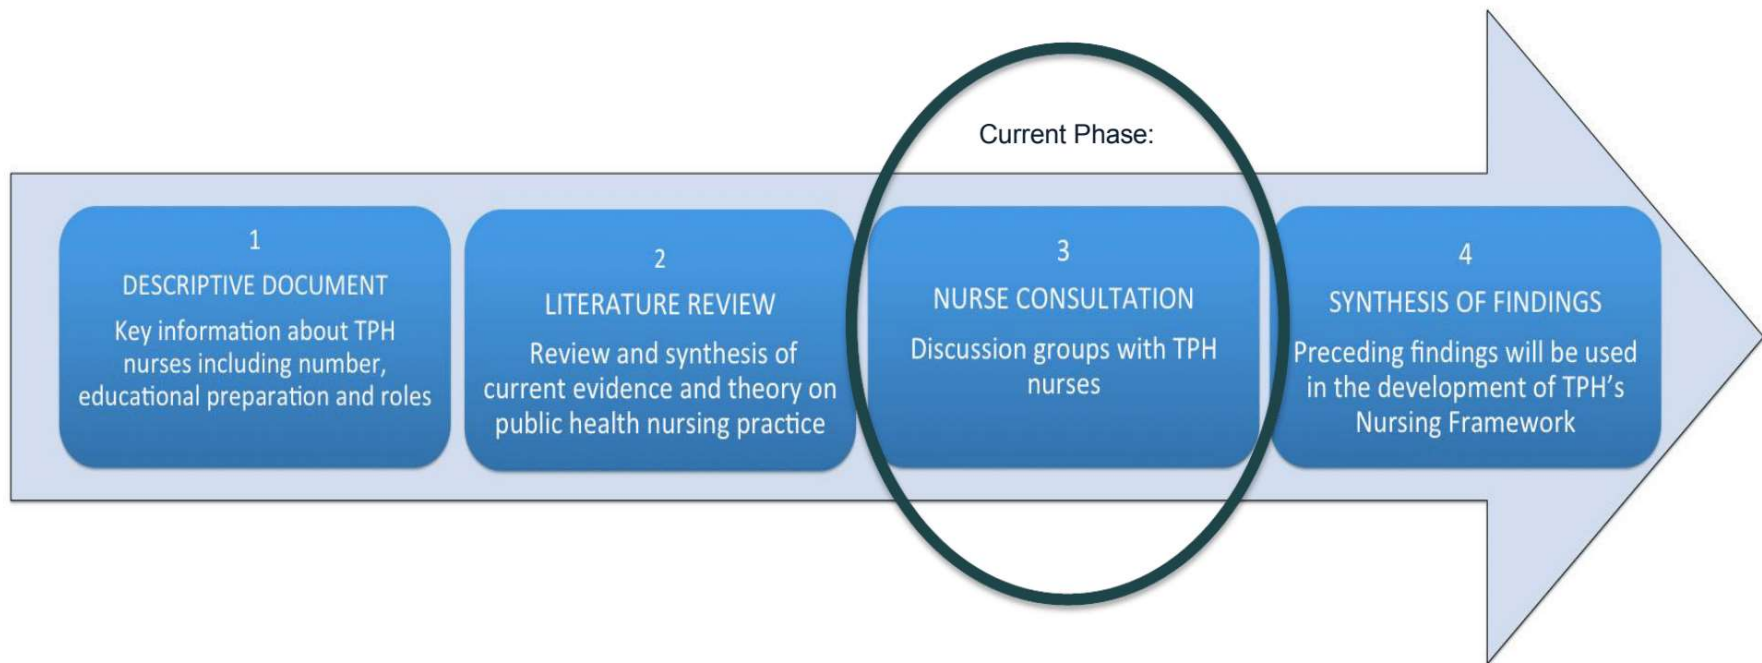 Current Phase:
1
DESCRIPTIVE DOCUMENT
Key information about TPH
nurses including number,
educational preparation and roles
2
LITERATURE REVIEW
Review and synthesis of
current evidence and theory on
public health nursing practice
3
NURSE CONSULTATION
Discussion groups with TPH
nurses
4
SYNTHESIS OF FINDINGS
Preceding findings will be used
in the development of TPH's
Nursing Framework